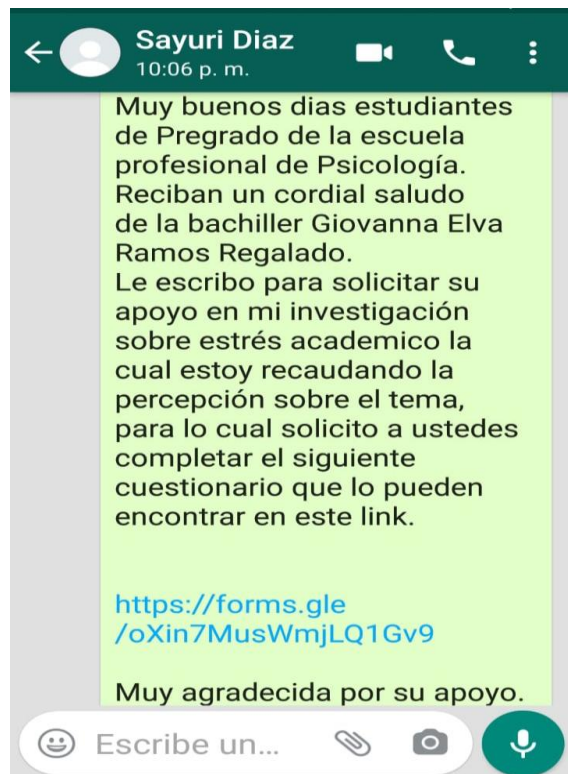 Sayuri Diaz
10:06 p. m.
Muy buenos dias estudiantes
de Pregrado de la escuela
profesional de Psicología.
Reciban un cordial saludo
de la bachiller Giovanna Elva
Ramos Regalado.
Le escribo para solicitar su
apoyo en mi investigación
sobre estrés academico la
cual estoy recaudando la
percepción sobre el tema,
para lo cual solicito a ustedes
completar el siguiente
cuestionario que lo pueden
encontrar en este link.
https://forms.gle
/oXin7MusWmjLQ1Gv9
Muy agradecida por su apoyo.
Escribe un...